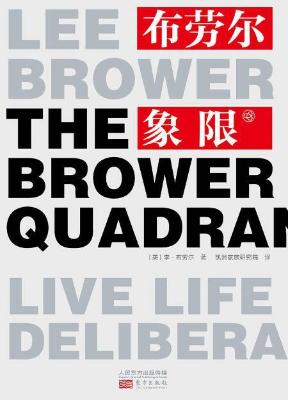 LEE
布劳尔
BROWER
THE
象限
BROWER
QUADRAN
[美] 李·布劳尔 著
LIVE LIFE
DELIBERA
人民东方出版传媒
东方出版社